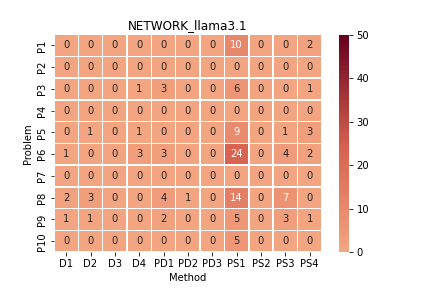 NETWORK_llama3.1
P1 0 0 0 0 0 0 10 0 0 2
P2 0 0 0 0 0 0 0 0 0 0 0
P3 0 0 0 1 3 0 0 6 0 0 1
P4 0 0 0 0 0 0 0 0 0 0 0
P5 0 1 0 1 0 0 0 9 0 1 3
P6 1 0 0 3 3 0 0 24 0 4 2
P7 0 0 0 0 0 0 0 0 0 0 0
P8 2 3 0 0 4 1 0 14 0 7 0
P9 1 1 0 0 2 0 0 5 0 3 1
P10 0 0 0 0 0 0 0 5 0 0 0
D1 D2 D3 D4 PD1 PD2 PD3 PS1 PS2 PS3 PS4
Method
Problem
50
40
30
20
10
0